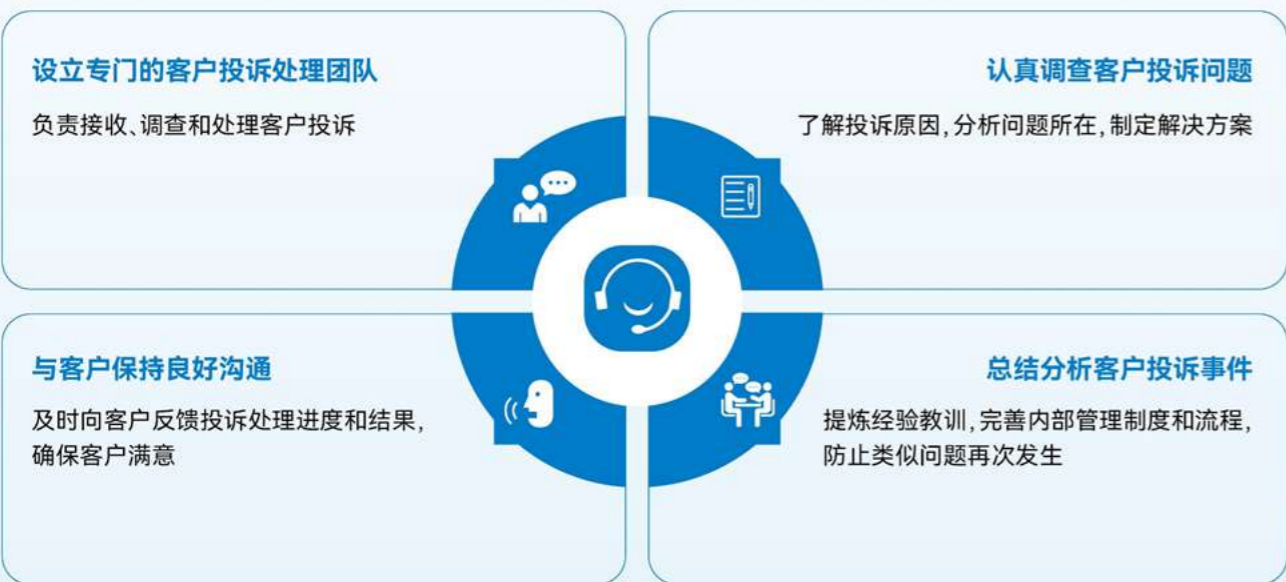 设立专门的客户投诉处理团队
负责接收、调查和处理客户投诉
认真调查客户投诉问题
了解投诉原因,分析问题所在,制定解决方案
与客户保持良好沟通
及时向客户反馈投诉处理进度和结果,
确保客户满意
总结分析客户投诉事件
提炼经验教训,完善内部管理制度和流程,
防止类似问题再次发生